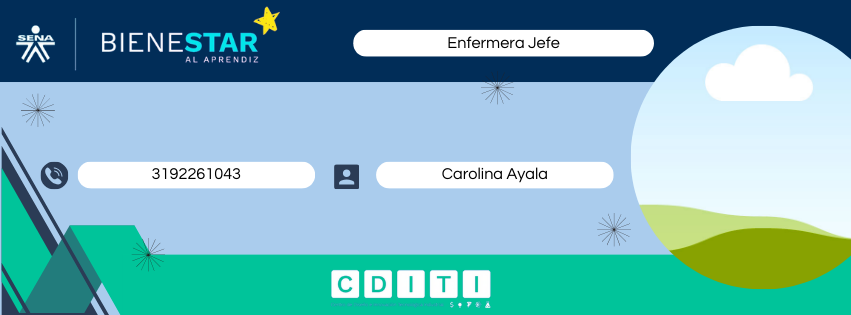 SENA
BIENESTAR
AL APRENDIZ
Enfermera Jefe
3192261043
Carolina Ayala
CDITI